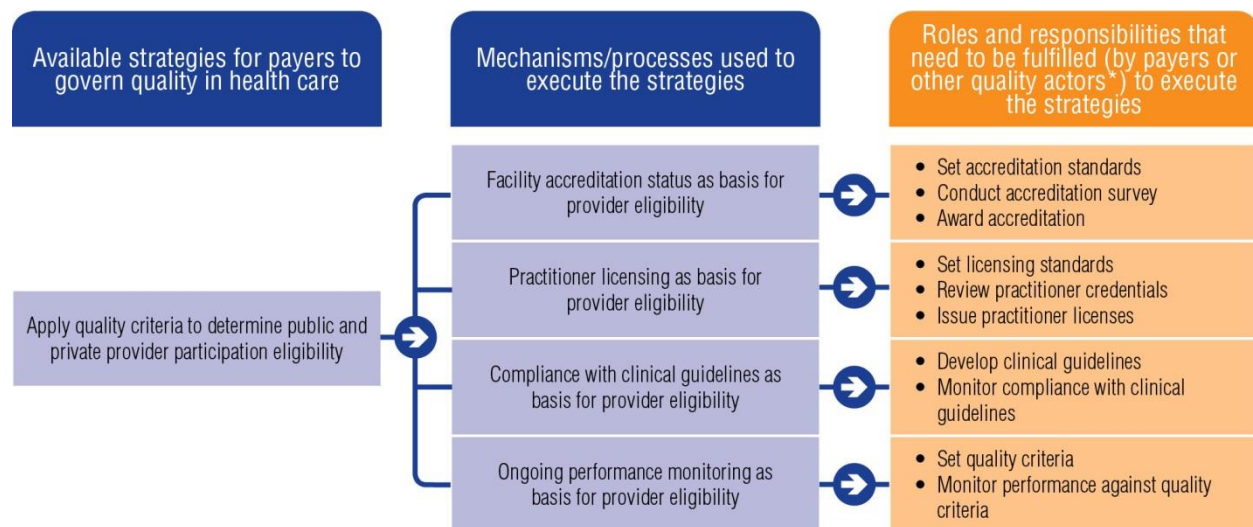 Available strategies for payers to
govern quality in health care
Mechanisms/processes used to
execute the strategies
Roles and responsibilities that
need to be fulfilled (by payers or
other quality actors*) to execute
the strategies
Apply quality criteria to determine public and
private provider participation eligibility
Facility accreditation status as basis for
provider eligibility
• Set accreditation standards
• Conduct accreditation survey
• Award accreditation
Practitioner licensing as basis for
provider eligibility
• Set licensing standards
• Review practitioner credentials
• Issue practitioner licenses
Compliance with clinical guidelines as
basis for provider eligibility
• Develop clinical guidelines
• Monitor compliance with clinical
guidelines
Ongoing performance monitoring as
basis for provider eligibility
• Set quality criteria
• Monitor performance against quality
criteria